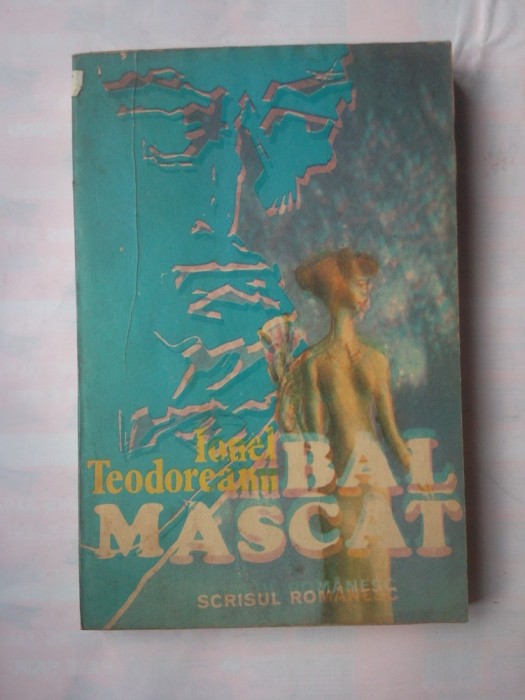 Ionel
Teodoreanu
BAL
MASCAT
SCRISUL ROMÂNESC